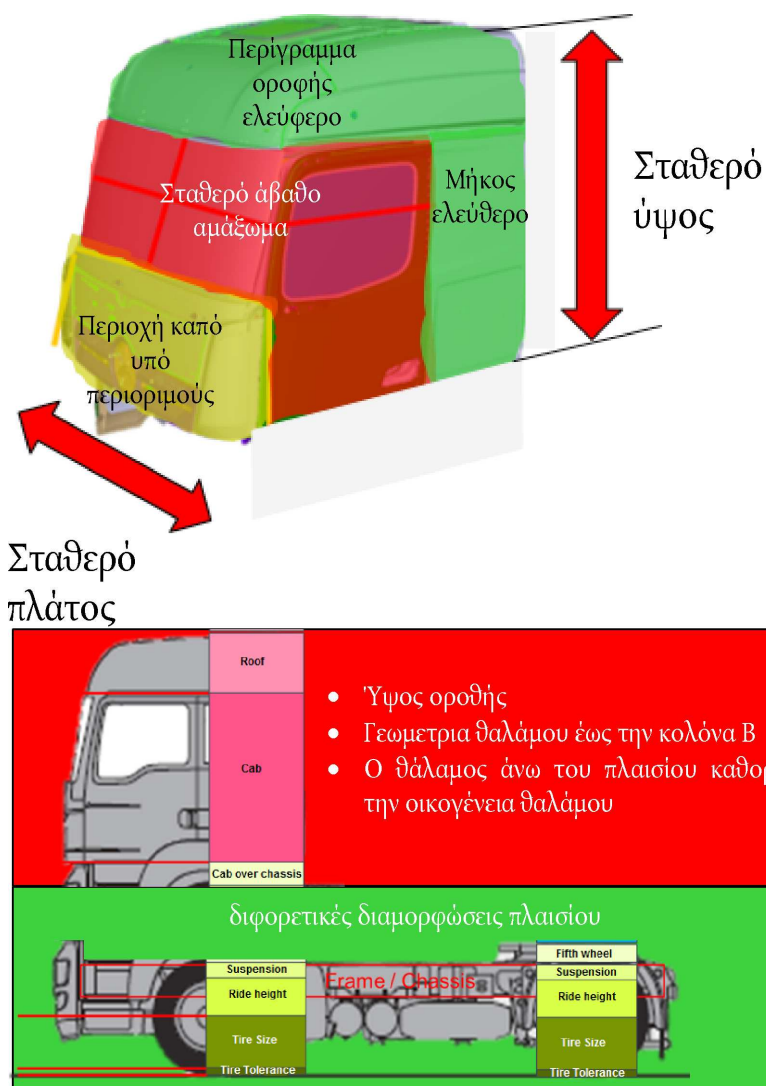 Περίγραμμα
οροφής
ελεύφερο
Σταθερό άβαθο
αμάξωμα
Μήκος
ελεύθερο
Σταθερό
ύψος
Περιοχή καπό
υπό
περιοριμούς
Σταθερό
πλάτος
Roof
Cab
Cab over chassis
• Ύψος οροθής
• Γεωμετρια θαλάμου έως την κολόνα Β
• Ο θάλαμος άνω του πλαισίου καθορ
την οικογένεια θαλάμου
διφορετικές διαμορφώσεις πλαισίου
Fifth wheel
Suspension
Frame / Chassis
Suspension
Ride height
Ride height
Tire Size
Tire Size
Tire Tolerance
Tire Tolerance